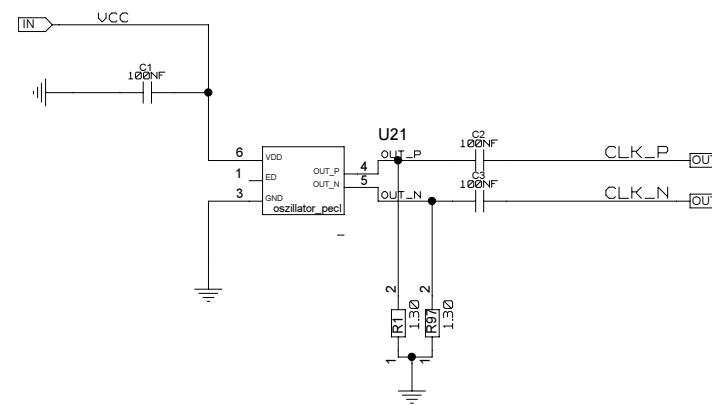 IN
VCC
C1
100NF
U21
6
VDD
1
ED
3
GND
OUT_P
4
OUT_N
5
oszillator_pecl
OUT_P
OUT_N
C2
100NF
C3
100NF
CLK_P
OUT
CLK_N
OUT
2
R1
130
1
2
R97
130
1